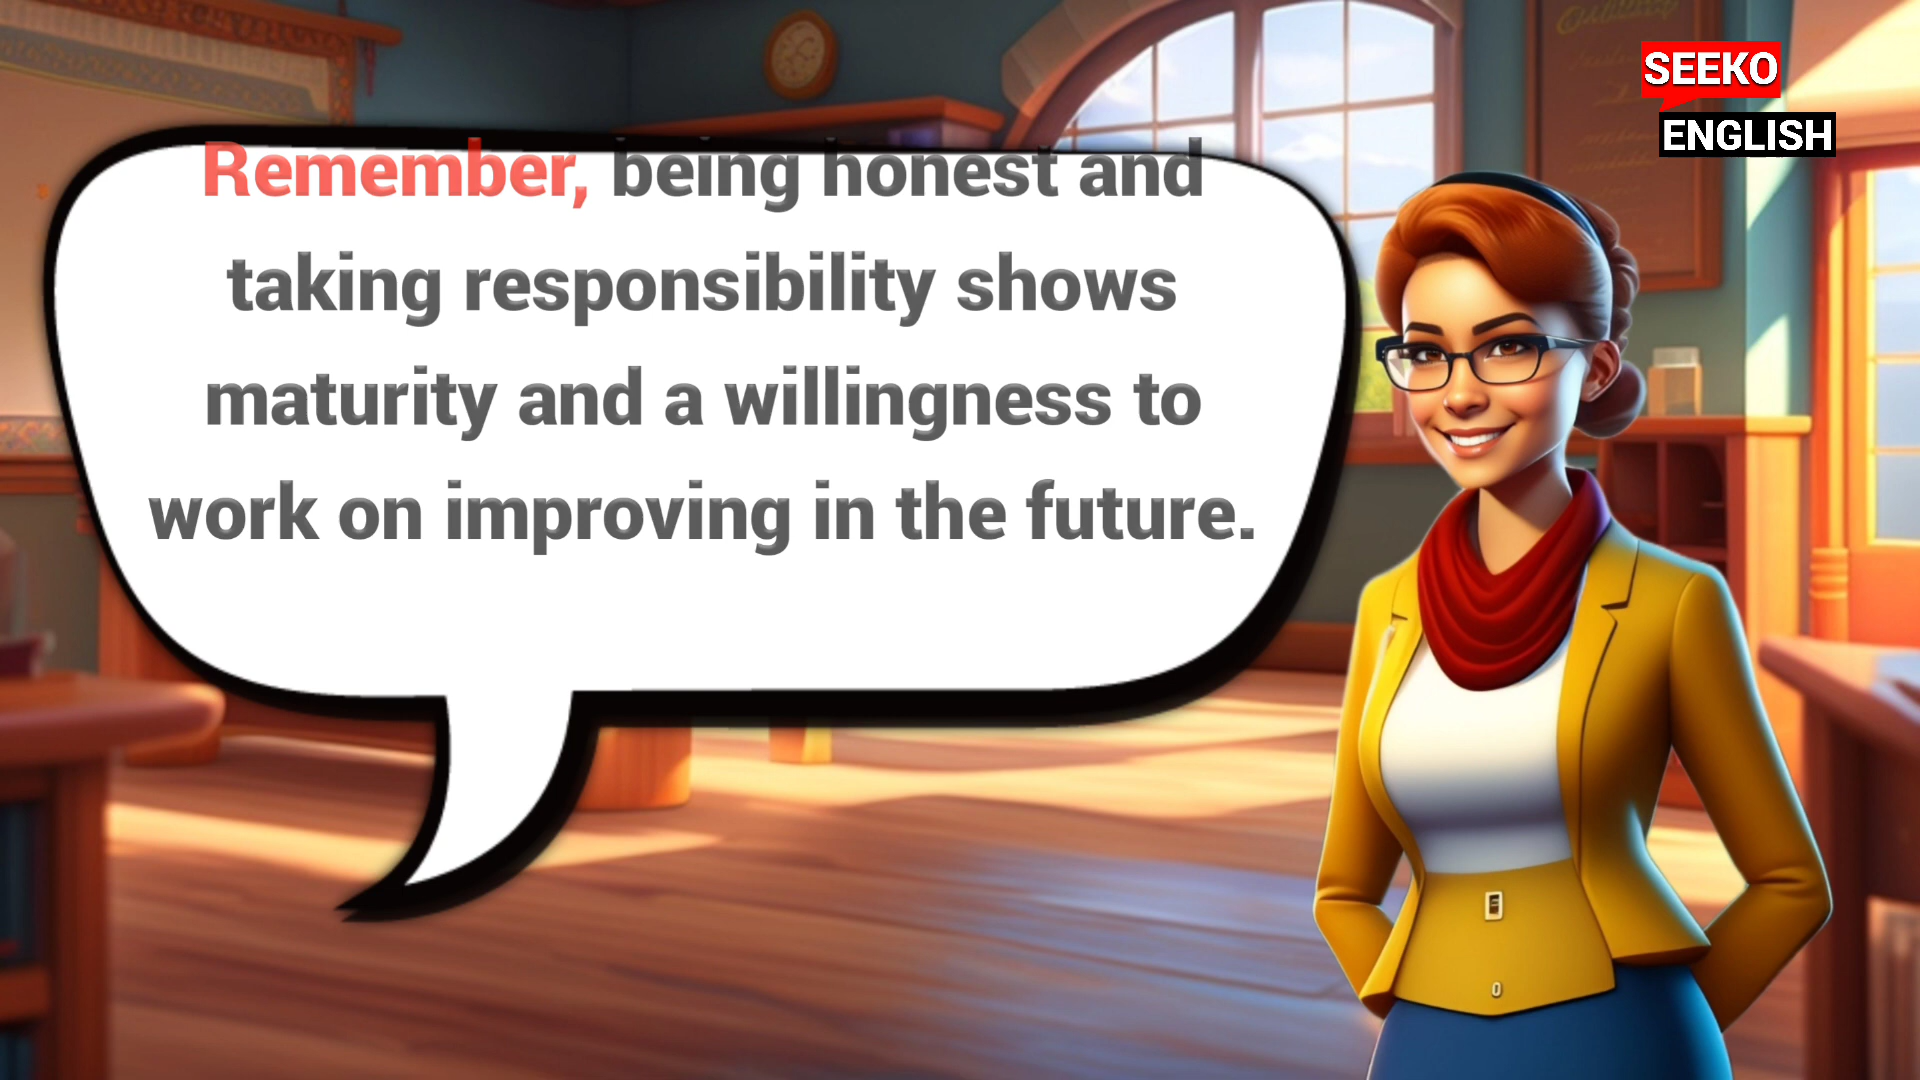 Remember, being honest and
taking responsibility shows
maturity and a willingness to
work on improving in the future.
SEEKO
ENGLISH